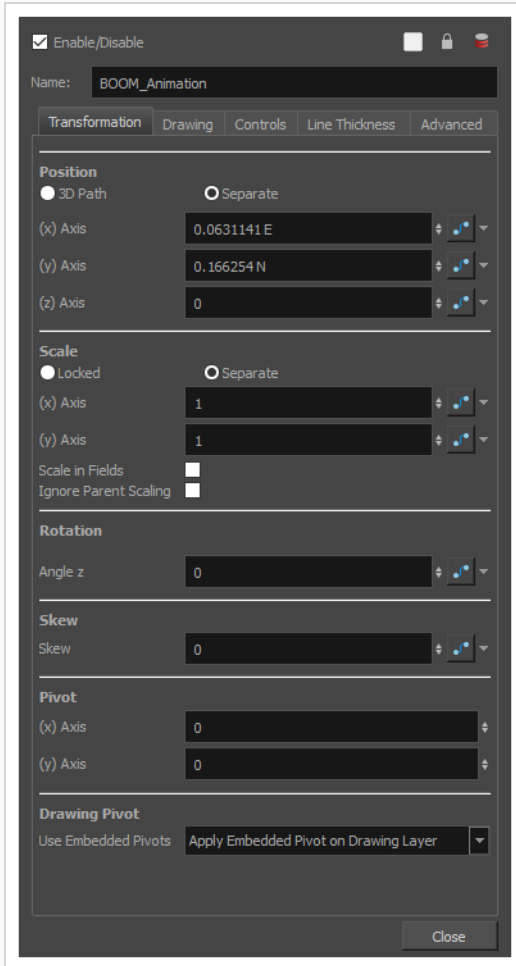 Enable/Disable
Name: BOOM_Animation
Transformation Drawing Controls Line Thickness Advanced
Position
3D Path Separate
(x) Axis 0.0631141 E
(y) Axis 0.166254 N
(z) Axis 0
Scale
Locked Separate
(x) Axis 1
(y) Axis 1
Scale in Fields
Ignore Parent Scaling
Rotation
Angle z 0
Skew
Skew 0
Pivot
(x) Axis 0
(y) Axis 0
Drawing Pivot
Use Embedded Pivots Apply Embedded Pivot on Drawing Layer
Close